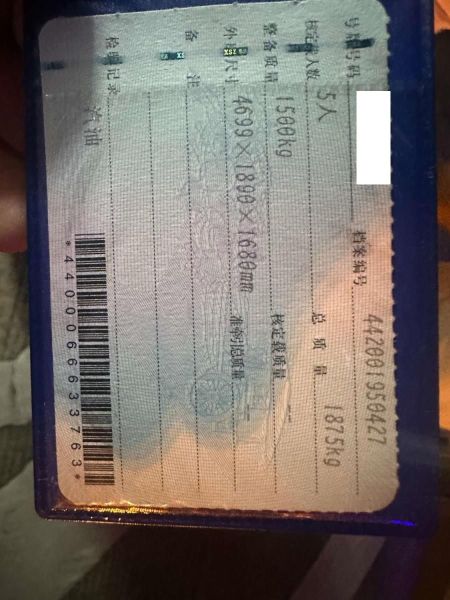 号牌号码 档案编号 442001950427
核定载人数 5人 总质量 1875kg
整备质量 1500kg 核定载质量 --
外廓尺寸 4699×1800×1680mm 准牵引总质量 --
备注
检验记录
汽油
*4400066633763*